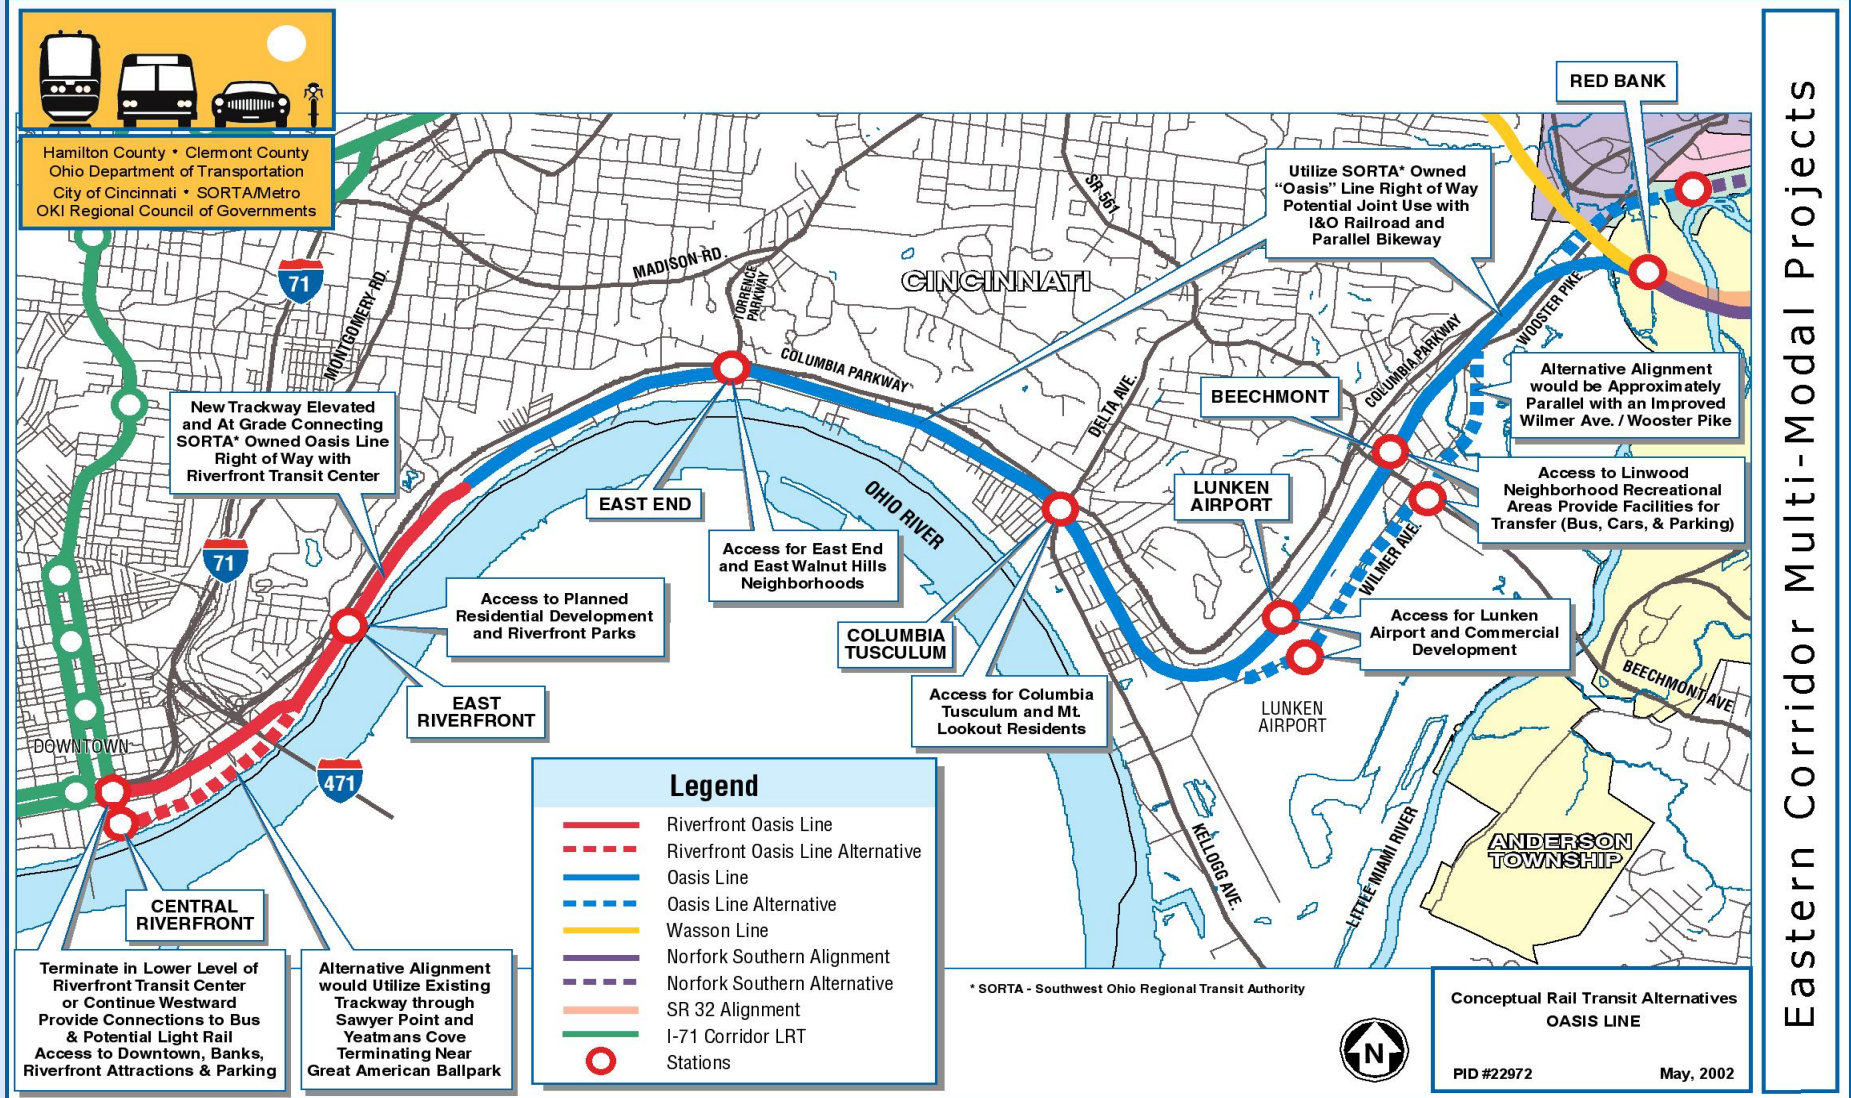 Hamilton County • Clermont County
Ohio Department of Transportation
City of Cincinnati • SORTA/Metro
OKI Regional Council of Governments
RED BANK
Utilize SORTA* Owned
“Oasis” Line Right of Way
Potential Joint Use with
I&O Railroad and
Parallel Bikeway
SR 561
MADISON RD.
TORRENCE
PARKWAY
CINCINNATI
71
MONTGOMERY RD.
WOOSTER PIKE
COLUMBIA PARKWAY
COLUMBIA PARKWAY
Alternative Alignment
would be Approximately
Parallel with an Improved
Wilmer Ave. / Wooster Pike
BEECHMONT
DELTA AVE.
New Trackway Elevated
and At Grade Connecting
SORTA* Owned Oasis Line
Right of Way with
Riverfront Transit Center
EAST END
OHIO RIVER
LUNKEN
AIRPORT
Access to Linwood
Neighborhood Recreational
Areas Provide Facilities for
Transfer (Bus, Cars, & Parking)
71
Access for East End
and East Walnut Hills
Neighborhoods
WILMER AVE.
Access to Planned
Residential Development
and Riverfront Parks
COLUMBIA
TUSCULUM
Access for Lunken
Airport and Commercial
Development
EAST
RIVERFRONT
Access for Columbia
Tusculum and Mt.
Lookout Residents
LUNKEN
AIRPORT
BEECHMONT AVE.
DOWNTOWN
471
KELLOGG AVE.
LITTLE MIAMI RIVER
ANDERSON
TOWNSHIP
CENTRAL
RIVERFRONT
Terminate in Lower Level of
Riverfront Transit Center
or Continue Westward
Provide Connections to Bus
& Potential Light Rail
Access to Downtown, Banks,
Riverfront Attractions & Parking
Alternative Alignment
would Utilize Existing
Trackway through
Sawyer Point and
Yeatmans Cove
Terminating Near
Great American Ballpark
Legend
Riverfront Oasis Line
Riverfront Oasis Line Alternative
Oasis Line
Oasis Line Alternative
Wasson Line
Norfork Southern Alignment
Norfork Southern Alternative
SR 32 Alignment
I-71 Corridor LRT
Stations
* SORTA - Southwest Ohio Regional Transit Authority
N
Conceptual Rail Transit Alternatives
OASIS LINE
PID #22972 May, 2002
Eastern Corridor Multi-Modal Projects